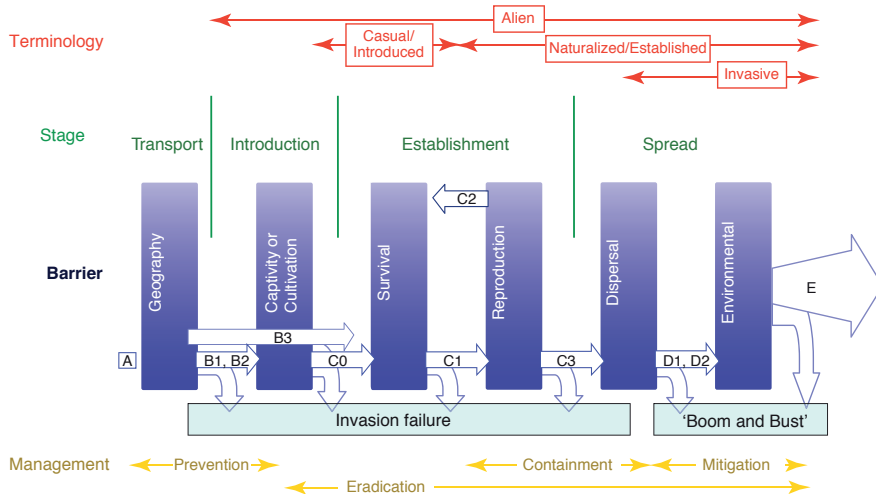 Alien
Terminology
Casual/
Introduced
Naturalized/Established
Invasive
Stage
Transport
Introduction
Establishment
Spread
C2
Barrier
Geography
Captivity or
Cultivation
Survival
Reproduction
Dispersal
Environmental
E
B3
A
B1, B2
C0
C1
C3
D1, D2
Invasion failure
'Boom and Bust'
Management
Prevention
Containment
Mitigation
Eradication